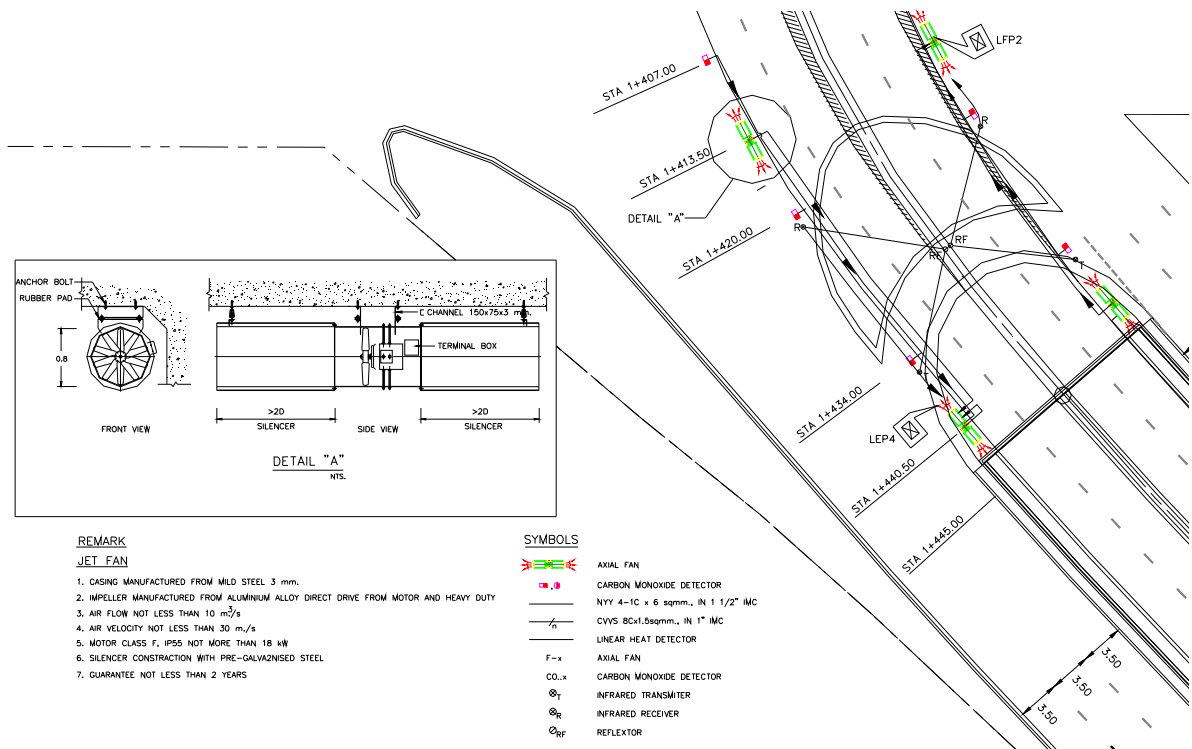 LFP2
STA 1+407.00
R
STA 1+413.50
DETAIL "A"
R
STA 1+420.00
RF
RF
T
T
STA 1+434.00
LEP4
STA 1+440.50
STA 1+445.00
3.50
3.50
3.50
ANCHOR BOLT
RUBBER PAD
[ CHANNEL 150x75x3 mm.
TERMINAL BOX
0.8
>2D
>2D
SILENCER
SILENCER
FRONT VIEW
SIDE VIEW
DETAIL "A"
NTS.
REMARK
JET FAN
1. CASING MANUFACTURED FROM MILD STEEL 3 mm.
2. IMPELLER MANUFACTURED FROM ALUMINIUM ALLOY DIRECT DRIVE FROM MOTOR AND HEAVY DUTY
3. AIR FLOW NOT LESS THAN 10 m.³/s
4. AIR VELOCITY NOT LESS THAN 30 m./s
5. MOTOR CLASS F, IP55 NOT MORE THAN 18 kW
6. SILENCER CONSTRACTION WITH PRE-GALVA2NISED STEEL
7. GUARANTEE NOT LESS THAN 2 YEARS
SYMBOLS
AXIAL FAN
CARBON MONOXIDE DETECTOR
NYY 4-1C x 6 sqmm., IN 1 1/2" IMC
n CVVS 8Cx1.5sqmm., IN 1" IMC
LINEAR HEAT DETECTOR
F-x AXIAL FAN
CO..x CARBON MONOXIDE DETECTOR
T INFRARED TRANSMITER
R INFRARED RECEIVER
RF REFLEXTOR